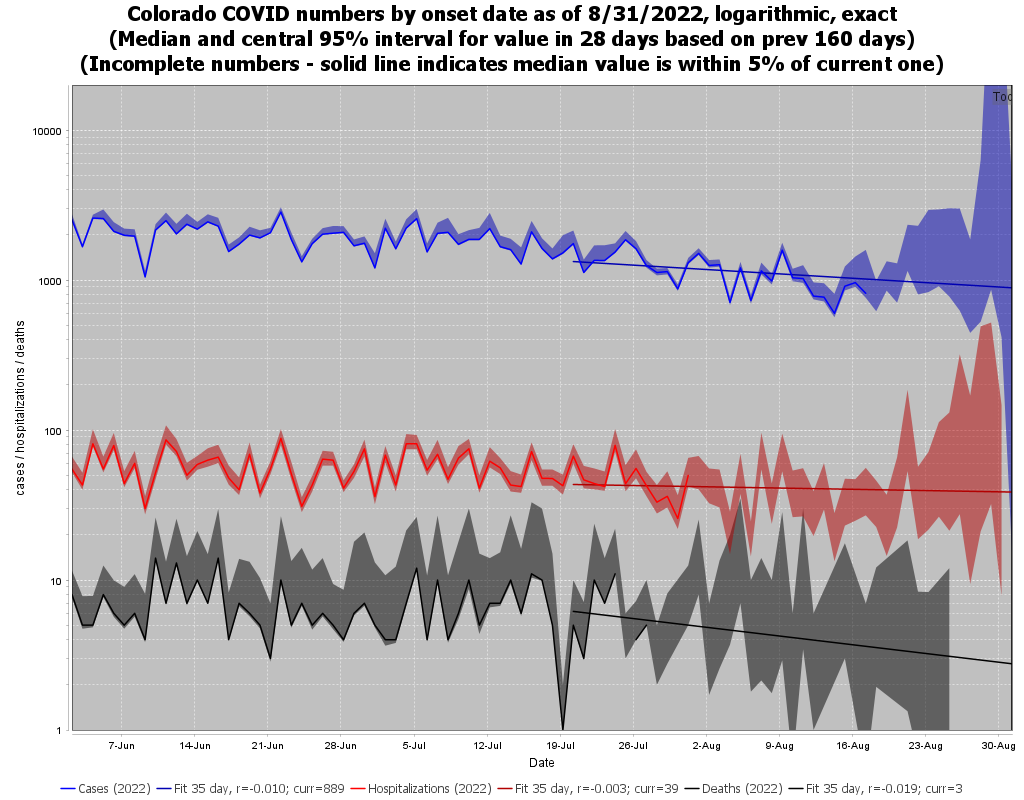 Colorado COVID numbers by onset date as of 8/31/2022, logarithmic, exact
(Median and central 95% interval for value in 28 days based on prev 160 days)
(Incomplete numbers - solid line indicates median value is within 5% of current one)
10000
1000
100
10
1
cases / hospitalizations / deaths
7-Jun 14-Jun 21-Jun 28-Jun 5-Jul 12-Jul 19-Jul 26-Jul 2-Aug 9-Aug 16-Aug 23-Aug 30-Aug
Date
Cases (2022) Fit 35 day, r=-0.010; curr=889 Hospitalizations (2022) Fit 35 day, r=-0.003; curr=39 Deaths (2022) Fit 35 day, r=-0.019; curr=3